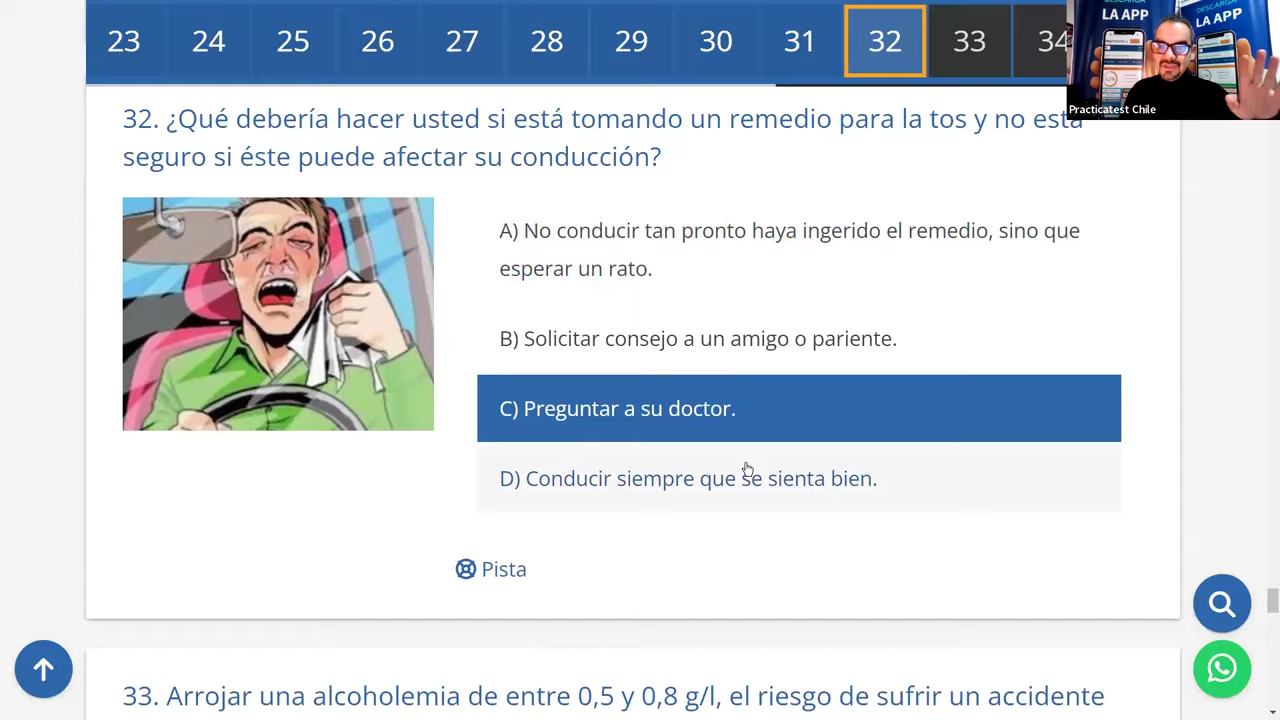 23 24 25 26 27 28 29 30 31 32 33 34
DESCARGA
LA APP
DESCARGA
LA APP
Practicatest Chile
32. ¿Qué debería hacer usted si está tomando un remedio para la tos y no está
seguro si éste puede afectar su conducción?
A) No conducir tan pronto haya ingerido el remedio, sino que
esperar un rato.
B) Solicitar consejo a un amigo o pariente.
C) Preguntar a su doctor.
D) Conducir siempre que se sienta bien.
Pista
33. Arrojar una alcoholemia de entre 0,5 y 0,8 g/l, el riesgo de sufrir un accidente